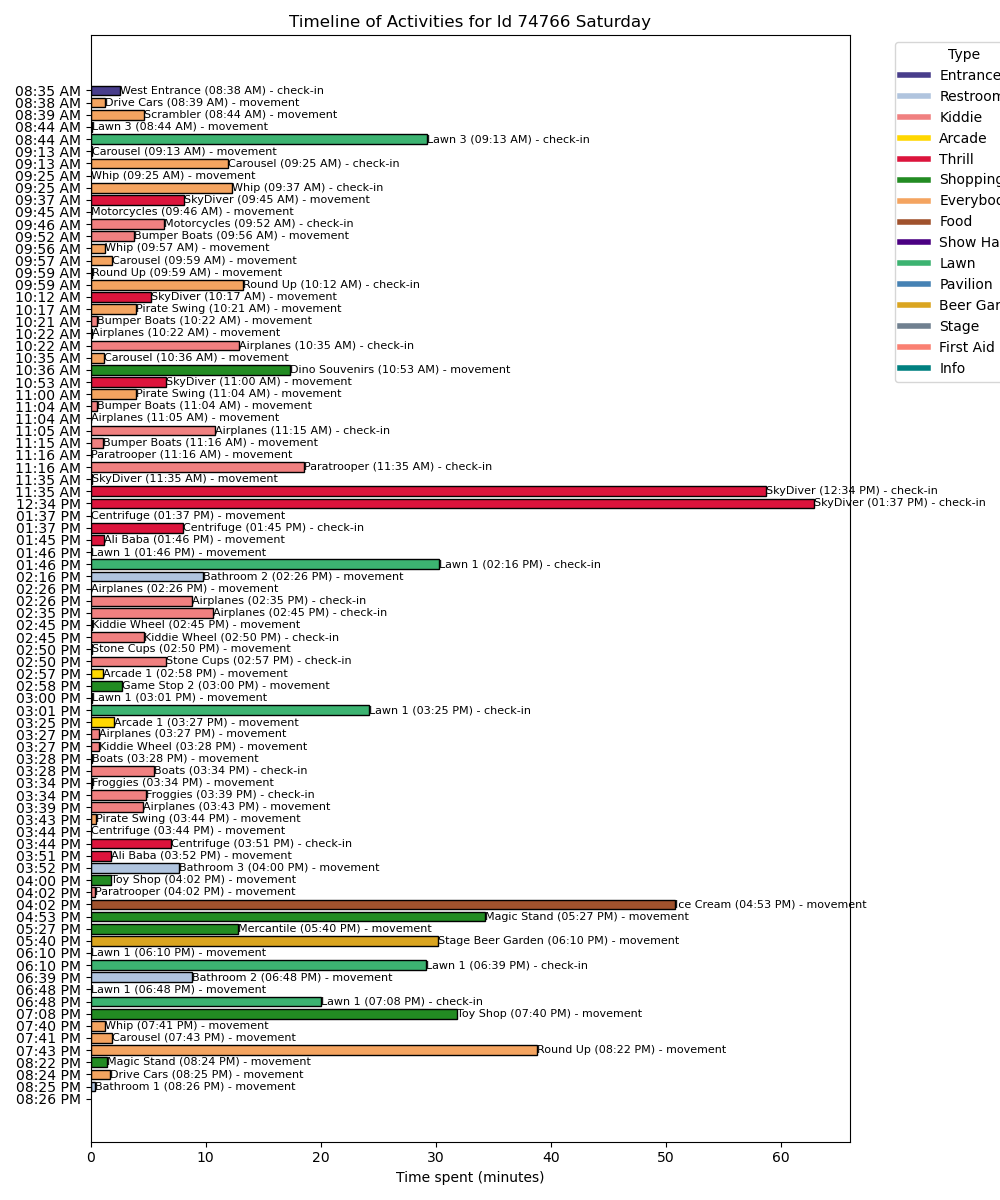 Timeline of Activities for Id 74766 Saturday
08:35 AM West Entrance (08:38 AM) - check-in
08:38 AM Drive Cars (08:39 AM) - movement
08:39 AM Scrambler (08:44 AM) - movement
08:44 AM Lawn 3 (08:44 AM) - movement
08:44 AM Lawn 3 (09:13 AM) - check-in
09:13 AM Carousel (09:13 AM) - movement
09:13 AM Carousel (09:25 AM) - check-in
09:25 AM Whip (09:25 AM) - movement
09:25 AM Whip (09:37 AM) - check-in
09:37 AM SkyDiver (09:45 AM) - movement
09:45 AM Motorcycles (09:46 AM) - movement
09:46 AM Motorcycles (09:52 AM) - check-in
09:52 AM Bumper Boats (09:56 AM) - movement
09:56 AM Whip (09:57 AM) - movement
09:57 AM Carousel (09:59 AM) - movement
09:59 AM Round Up (09:59 AM) - movement
09:59 AM Round Up (10:12 AM) - check-in
10:12 AM SkyDiver (10:17 AM) - movement
10:17 AM Pirate Swing (10:21 AM) - movement
10:21 AM Bumper Boats (10:22 AM) - movement
10:22 AM Airplanes (10:22 AM) - movement
10:22 AM Airplanes (10:35 AM) - check-in
10:35 AM Carousel (10:36 AM) - movement
10:36 AM Dino Souvenirs (10:53 AM) - movement
10:53 AM SkyDiver (11:00 AM) - movement
11:00 AM Pirate Swing (11:04 AM) - movement
11:04 AM Bumper Boats (11:04 AM) - movement
11:04 AM Airplanes (11:05 AM) - movement
11:05 AM Airplanes (11:15 AM) - check-in
11:15 AM Bumper Boats (11:16 AM) - movement
11:16 AM Paratrooper (11:16 AM) - movement
11:16 AM Paratrooper (11:35 AM) - check-in
11:35 AM SkyDiver (11:35 AM) - movement
11:35 AM SkyDiver (12:34 PM) - check-in
12:34 PM SkyDiver (01:37 PM) - check-in
01:37 PM Centrifuge (01:37 PM) - movement
01:37 PM Centrifuge (01:45 PM) - check-in
01:45 PM Ali Baba (01:46 PM) - movement
01:46 PM Lawn 1 (01:46 PM) - movement
01:46 PM Lawn 1 (02:16 PM) - check-in
02:16 PM Bathroom 2 (02:26 PM) - movement
02:26 PM Airplanes (02:26 PM) - movement
02:26 PM Airplanes (02:35 PM) - check-in
02:35 PM Airplanes (02:45 PM) - check-in
02:45 PM Kiddie Wheel (02:45 PM) - movement
02:45 PM Kiddie Wheel (02:50 PM) - check-in
02:50 PM Stone Cups (02:50 PM) - movement
02:50 PM Stone Cups (02:57 PM) - check-in
02:57 PM Arcade 1 (02:58 PM) - movement
02:58 PM Game Stop 2 (03:00 PM) - movement
03:00 PM Lawn 1 (03:01 PM) - movement
03:01 PM Lawn 1 (03:25 PM) - check-in
03:25 PM Arcade 1 (03:27 PM) - movement
03:27 PM Airplanes (03:27 PM) - movement
03:27 PM Kiddie Wheel (03:28 PM) - movement
03:28 PM Boats (03:28 PM) - movement
03:28 PM Boats (03:34 PM) - check-in
03:34 PM Froggies (03:34 PM) - movement
03:34 PM Froggies (03:39 PM) - check-in
03:39 PM Airplanes (03:43 PM) - movement
03:43 PM Pirate Swing (03:44 PM) - movement
03:44 PM Centrifuge (03:44 PM) - movement
03:44 PM Centrifuge (03:51 PM) - check-in
03:51 PM Ali Baba (03:52 PM) - movement
03:52 PM Bathroom 3 (04:00 PM) - movement
04:00 PM Toy Shop (04:02 PM) - movement
04:02 PM Paratrooper (04:02 PM) - movement
04:02 PM Ice Cream (04:53 PM) - movement
04:53 PM Magic Stand (05:27 PM) - movement
05:27 PM Mercantile (05:40 PM) - movement
05:40 PM Stage Beer Garden (06:10 PM) - movement
06:10 PM Lawn 1 (06:10 PM) - movement
06:10 PM Lawn 1 (06:39 PM) - check-in
06:39 PM Bathroom 2 (06:48 PM) - movement
06:48 PM Lawn 1 (06:48 PM) - movement
06:48 PM Lawn 1 (07:08 PM) - check-in
07:08 PM Toy Shop (07:40 PM) - movement
07:40 PM Whip (07:41 PM) - movement
07:41 PM Carousel (07:43 PM) - movement
07:43 PM Round Up (08:22 PM) - movement
08:22 PM Magic Stand (08:24 PM) - movement
08:24 PM Drive Cars (08:25 PM) - movement
08:25 PM Bathroom 1 (08:26 PM) - movement
08:26 PM
0 10 20 30 40 50 60
Time spent (minutes)
Type
Entrance
Restroom
Kiddie
Arcade
Thrill
Shopping
Everybod
Food
Show Ha
Lawn
Pavilion
Beer Gar
Stage
First Aid
Info